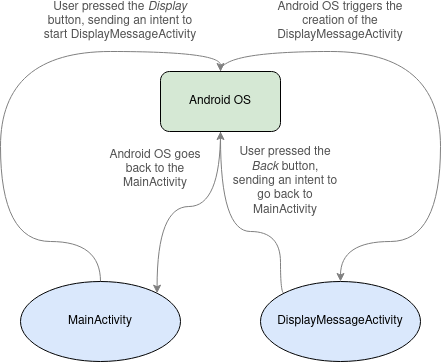 User pressed the Display
button, sending an intent to
start DisplayMessageActivity
Android OS triggers the
creation of the
DisplayMessageActivity
Android OS
Android OS goes
back to the
MainActivity
User pressed the
Back button,
sending an intent to
go back to
MainActivity
MainActivity
DisplayMessageActivity